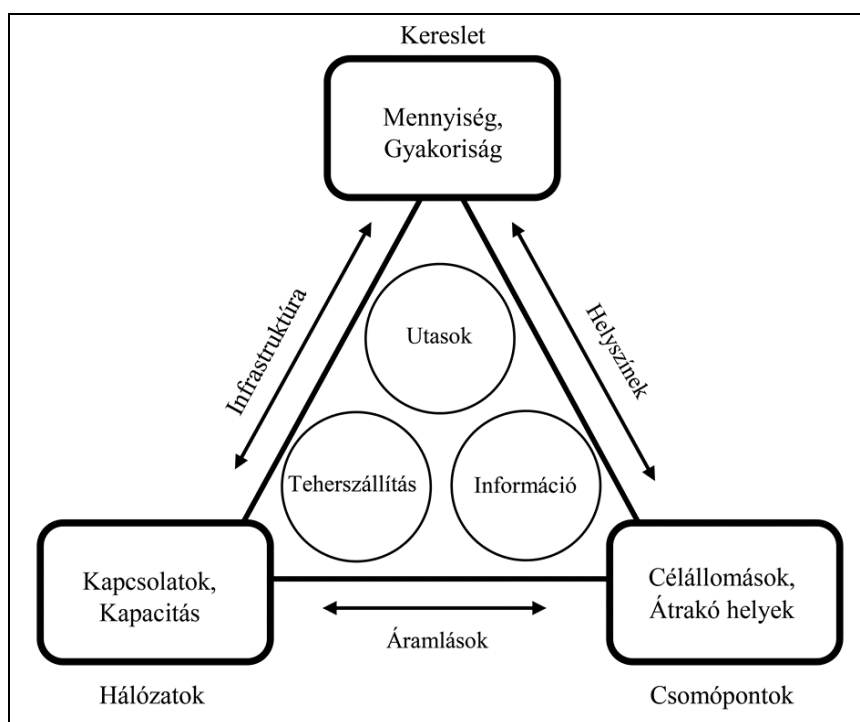 Kereslet
Mennyiség,
Gyakoriság
Infrastruktúra
Helyszínek
Utasok
Teherszállítás
Információ
Kapcsolatok,
Kapacitás
Célállomások,
Átrakó helyek
Áramlások
Hálózatok
Csomópontok